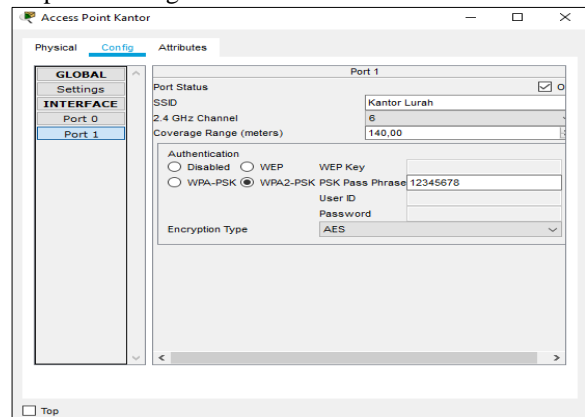 Access Point Kantor
Physical Config Attributes
GLOBAL
Settings
INTERFACE
Port 0
Port 1
Port 1
Port Status
SSID Kantor Lurah
2.4 GHz Channel 6
Coverage Range (meters) 140,00
Authentication
Disabled WEP WEP Key
WPA-PSK WPA2-PSK PSK Pass Phrase 12345678
User ID
Password
Encryption Type AES
Top